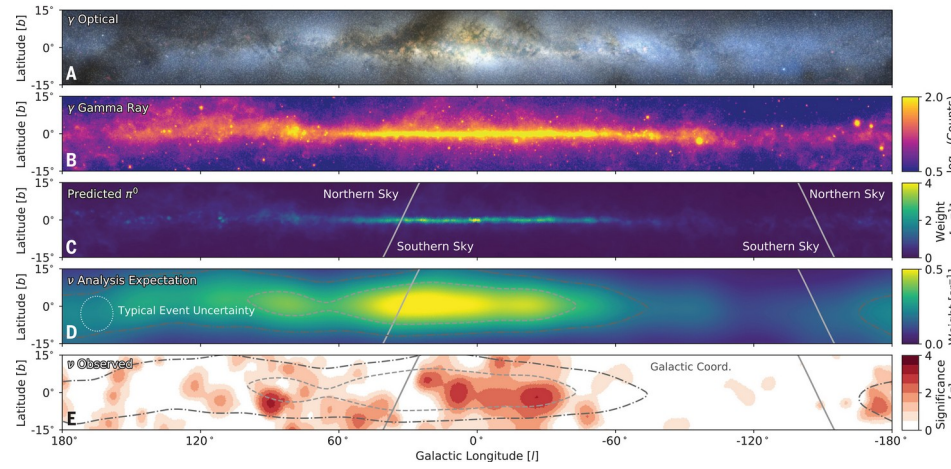 γ Optical
Latitude [b]
15°
0°
-15°
A
γ Gamma Ray
Latitude [b]
15°
0°
15°
B
2.0
0.5
(Counts)
Predicted π⁰
Northern Sky
Northern Sky
Southern Sky
Southern Sky
Latitude [b]
15°
0°
15°
C
4
2
0
Weight
ν Analysis Expectation
Typical Event Uncertainty
Latitude [b]
15°
0°
15°
D
0.5
0.0
ν Observed
Galactic Coord.
Latitude [b]
15°
0°
-15°
E
4
2
0
Significance
180°
120°
60°
0°
-60°
-120°
-180°
Galactic Longitude [l]